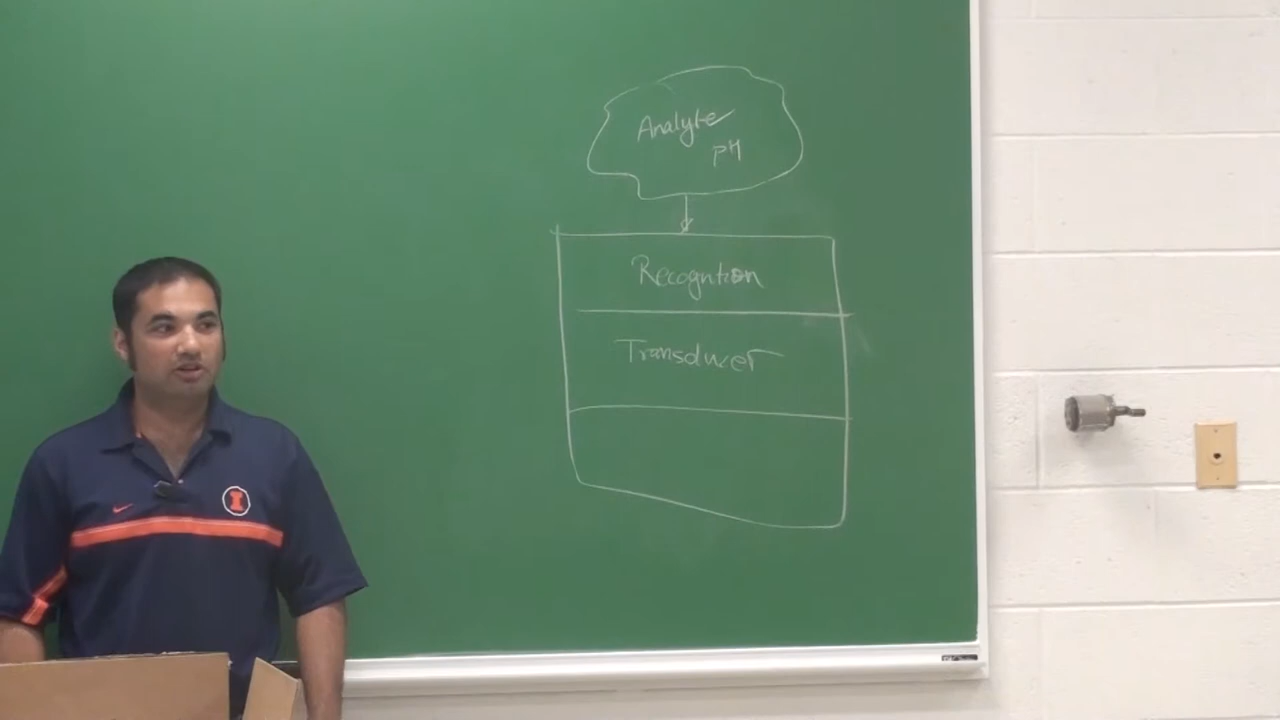 Analyte
pH
Recognition
Transducer
I